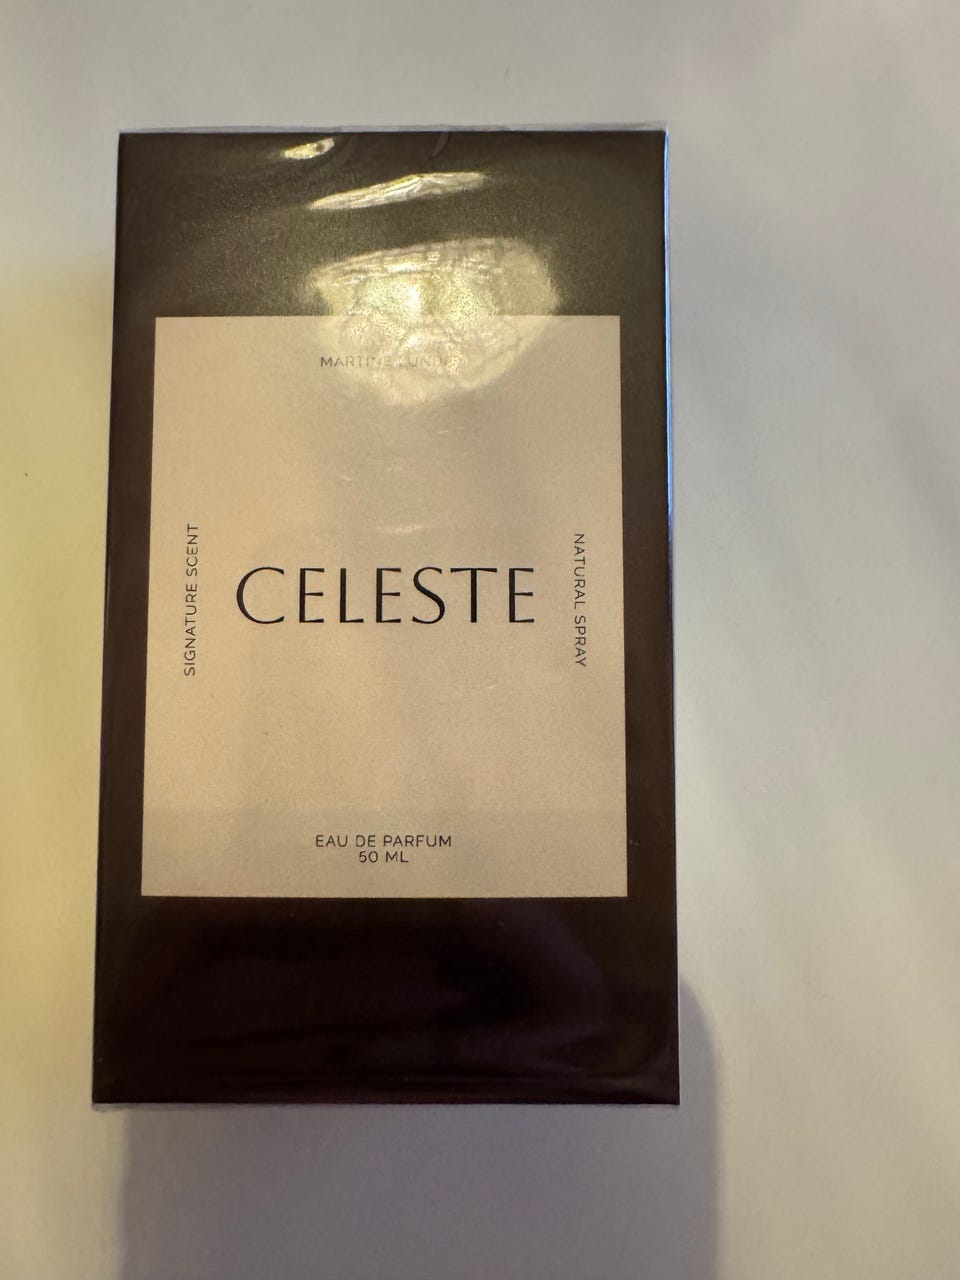 MARTINE
SIGNATURE SCENT
CELESTE
NATURAL SPRAY
EAU DE PARFUM
50 ML